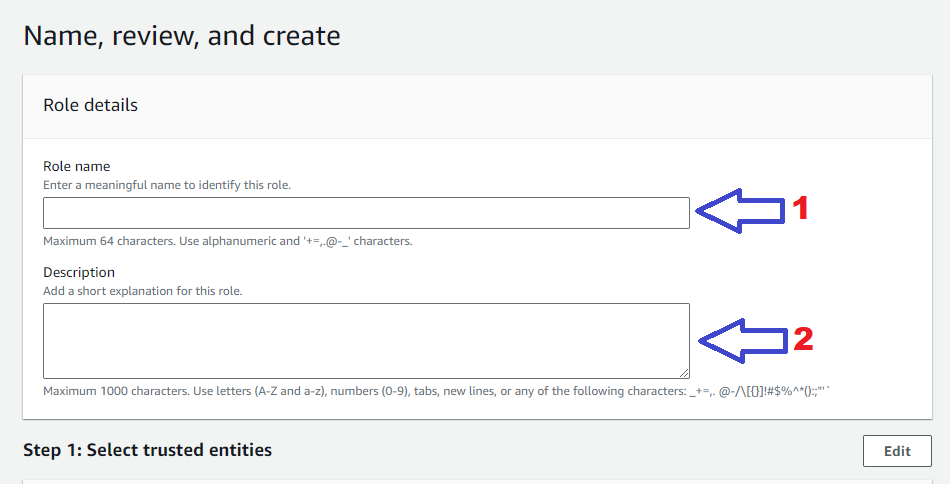 Name, review, and create
Role details
Role name
Enter a meaningful name to identify this role.
1
Maximum 64 characters. Use alphanumeric and '+=,.@-_' characters.
Description
Add a short explanation for this role.
2
Maximum 1000 characters. Use letters (A-Z and a-z), numbers (0-9), tabs, new lines, or any of the following characters: _+=,. @-/\[{}]!#$%^*();:"'`
Step 1: Select trusted entities
Edit